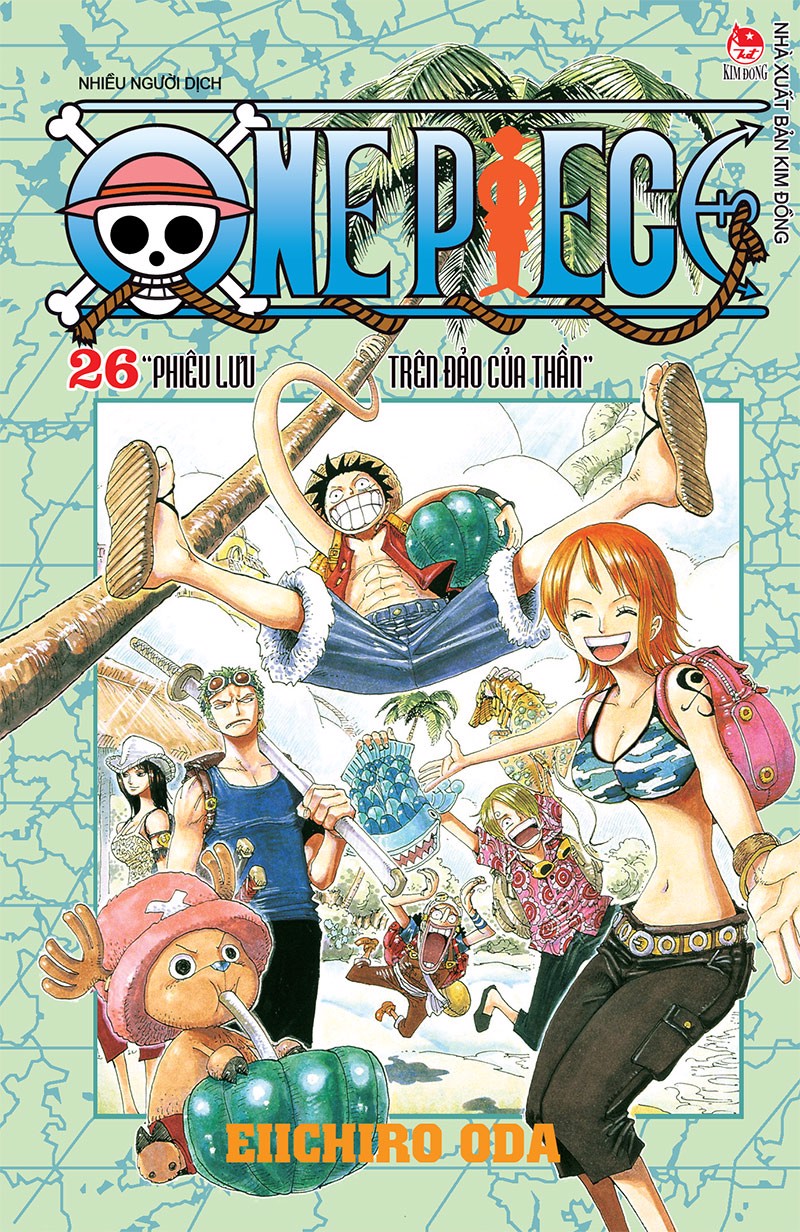 NHIỀU NGƯỜI DỊCH
KIM ĐỒNG
NHÀ XUẤT BẢN KIM ĐỒNG
ONE PIECE
26 "PHIÊU LƯU TRÊN ĐẢO CỦA THẦN"
EIICHIRO ODA